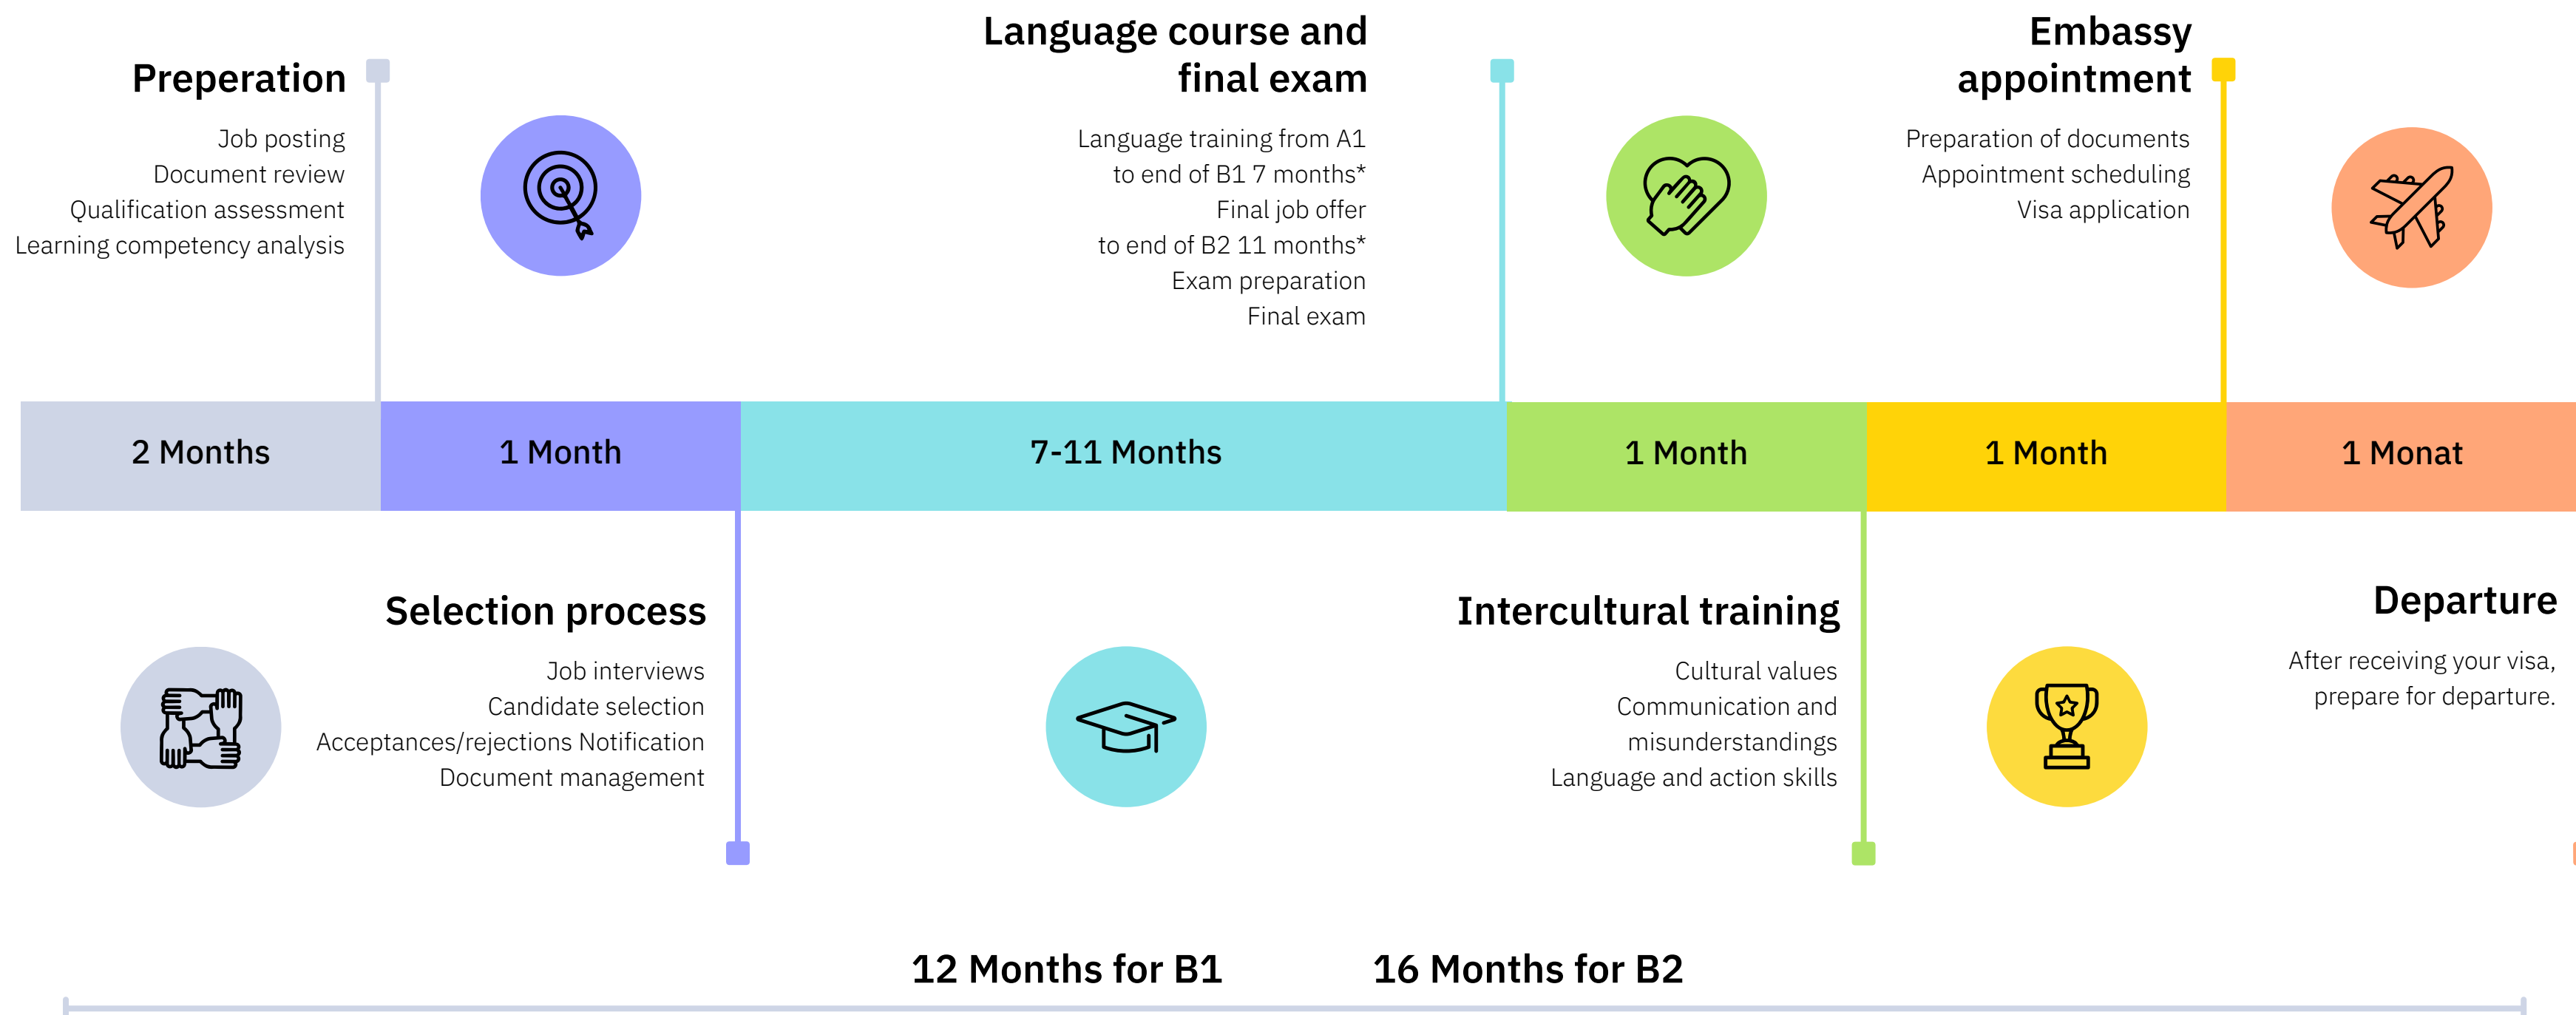 Preperation
Job posting
Document review
Qualification assessment
Learning competency analysis
Language course and
final exam
Language training from A1
to end of B1 7 months*
Final job offer
to end of B2 11 months*
Exam preparation
Final exam
Embassy
appointment
Preparation of documents
Appointment scheduling
Visa application
2 Months
1 Month
7-11 Months
1 Month
1 Month
1 Monat
Selection process
Job interviews
Candidate selection
Acceptances/rejections Notification
Document management
Intercultural training
Cultural values
Communication and
misunderstandings
Language and action skills
Departure
After receiving your visa,
prepare for departure.
12 Months for B1
16 Months for B2